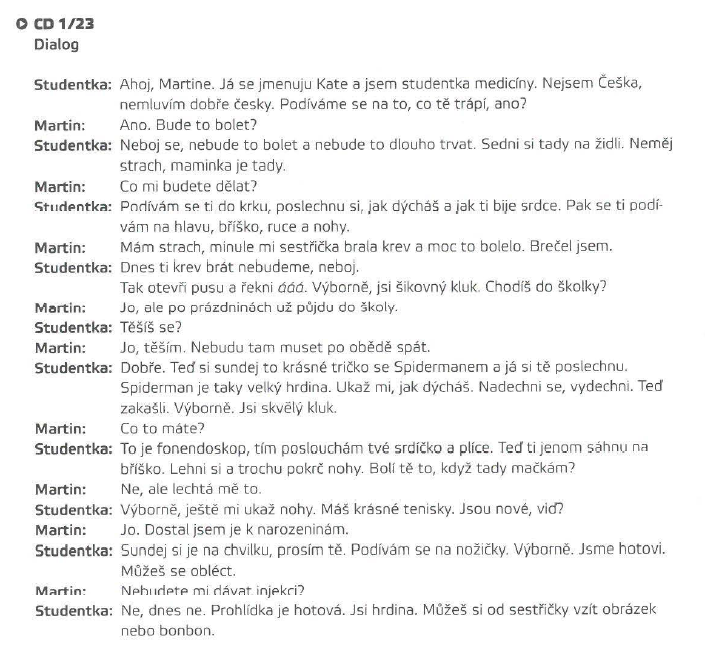 CD 1/23
Dialog
Studentka: Ahoj, Martine. Já se jmenuju Kate a jsem studentka medicíny. Nejsem Češka,
nemluvím dobře česky. Podíváme se na to, co tě trápí, ano?
Martin: Ano. Bude to bolet?
Studentka: Neboj se, nebude to bolet a nebude to dlouho trvat. Sedni si tady na židli. Neměj
strach, maminka je tady.
Martin: Co mi budete dělat?
Studentka: Podívám se ti do krku, poslechnu si, jak dýcháš a jak ti bije srdce. Pak se ti podí-
vám na hlavu, bříško, ruce a nohy.
Martin: Mám strach, minule mi sestřička brala krev a moc to bolelo. Brečel jsem.
Studentka: Dnes ti krev brát nebudeme, neboj.
Tak otevři pusu a řekni ááá. Výborně, jsi šikovný kluk. Chodíš do školky?
Martin: Jo, ale po prázdninách už půjdu do školy.
Studentka: Těšíš se?
Martin: Jo, těším. Nebudu tam muset po obědě spát.
Studentka: Dobře. Teď si sundej to krásné tričko se Spidermanem a já si tě poslechnu.
Spiderman je taky velký hrdina. Ukaž mi, jak dýcháš. Nadechni se, vydechni. Teď
zakašli. Výborně. Jsi skvělý kluk.
Martin: Co to máte?
Studentka: To je fonendoskop, tím poslouchám tvé srdíčko a plíce. Teď ti jenom sáhnu na
bříško. Lehni si a trochu pokrč nohy. Bolí tě to, když tady mačkám?
Martin: Ne, ale lechtá mě to.
Studentka: Výborně, ještě mi ukaž nohy. Máš krásné tenisky. Jsou nové, viď?
Martin: Jo. Dostal jsem je k narozeninám.
Studentka: Sundej si je na chvilku, prosím tě. Podívám se na nožičky. Výborně. Jsme hotovi.
Můžeš se obléct.
Martin: Nebudete mi dávat injekci?
Studentka: Ne, dnes ne. Prohlídka je hotová. Jsi hrdina. Můžeš si od sestřičky vzít obrázek
nebo bonbon.